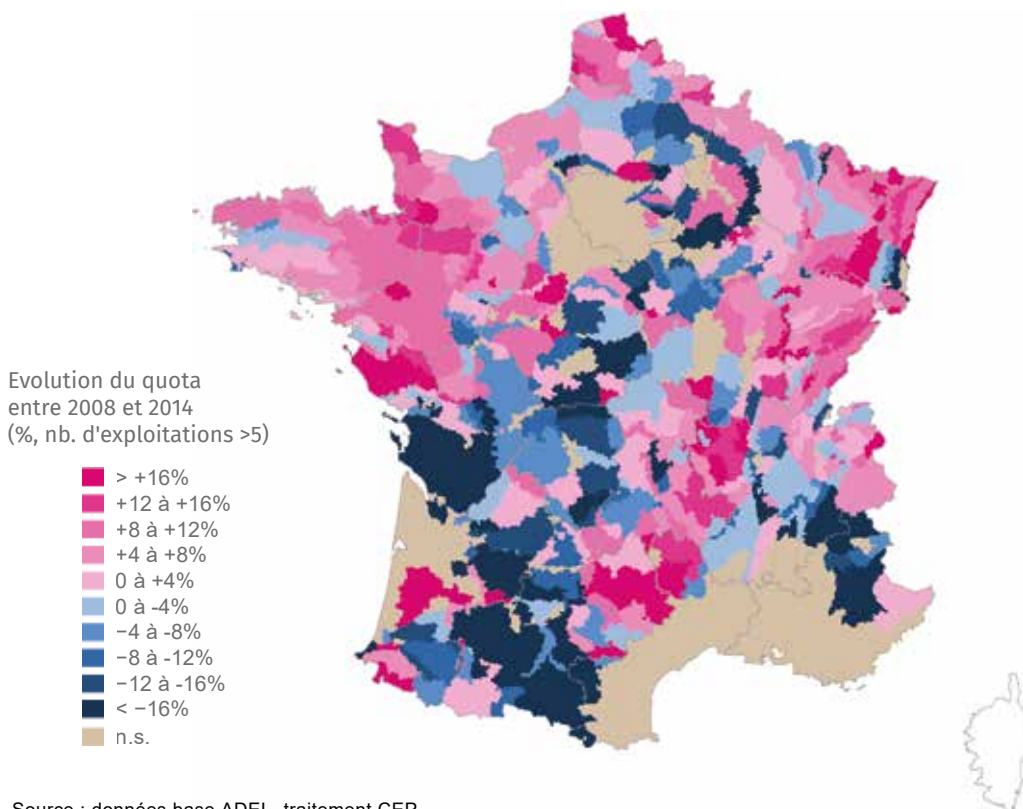 Evolution du quota
entre 2008 et 2014
(%, nb. d'exploitations >5)
> +16%
+12 à +16%
+8 à +12%
+4 à +8%
0 à +4%
0 à -4%
−4 à -8%
−8 à -12%
−12 à -16%
< −16%
n.s.
Source : données base ADEL, traitement CER